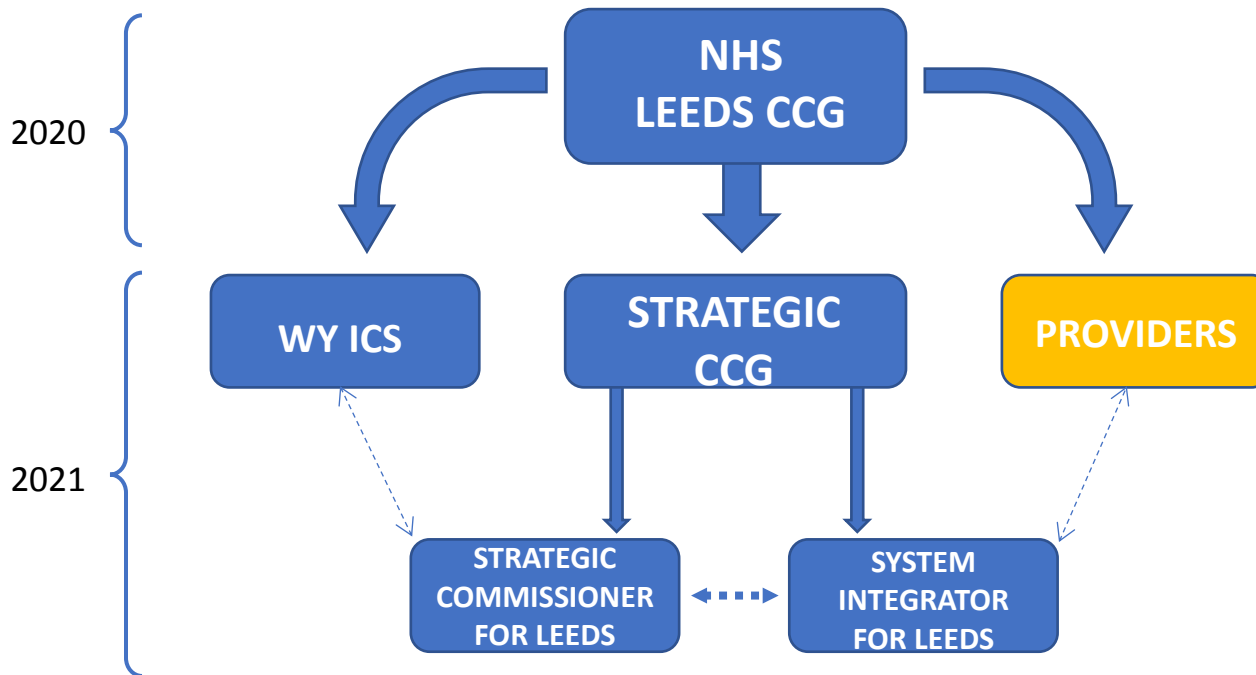 2020
NHS
LEEDS CCG
2021
WY ICS
STRATEGIC
CCG
PROVIDERS
STRATEGIC
COMMISSIONER
FOR LEEDS
SYSTEM
INTEGRATOR
FOR LEEDS